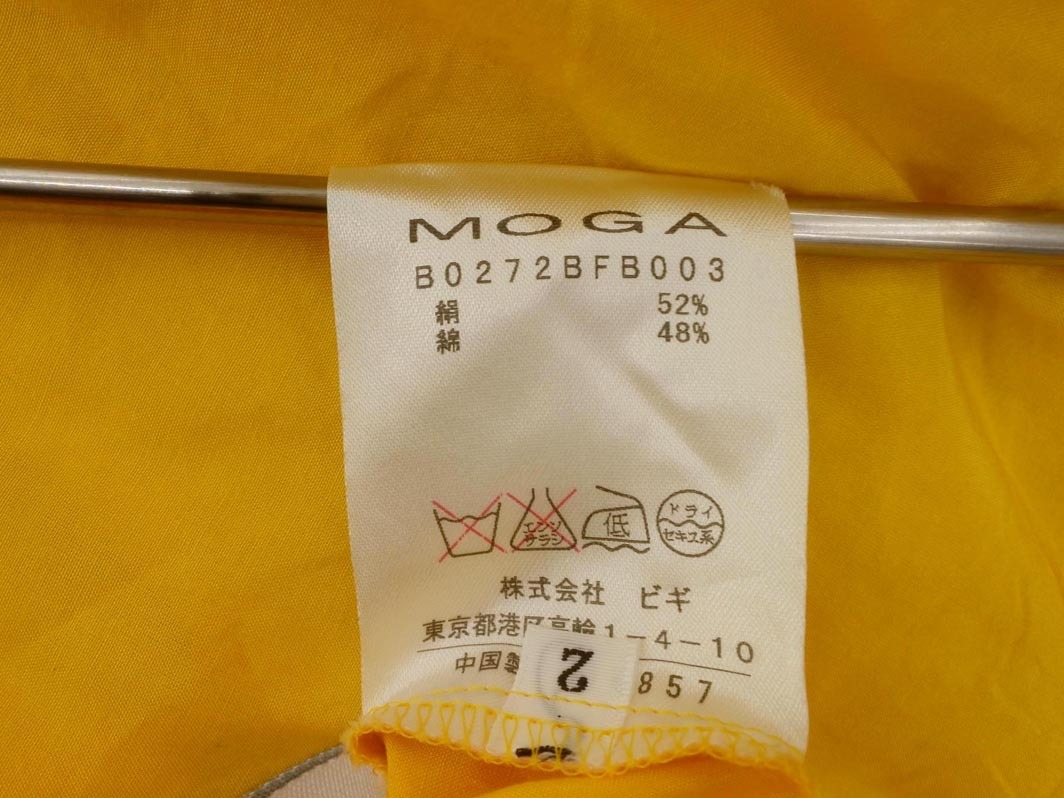 MOGA
B0272BFB003
絹 52%
綿 48%
エンソ
サラシ
低
ドライ
セキユ系
株式会社 ビギ
東京都港区高輪1-4-10
中国製
857
2